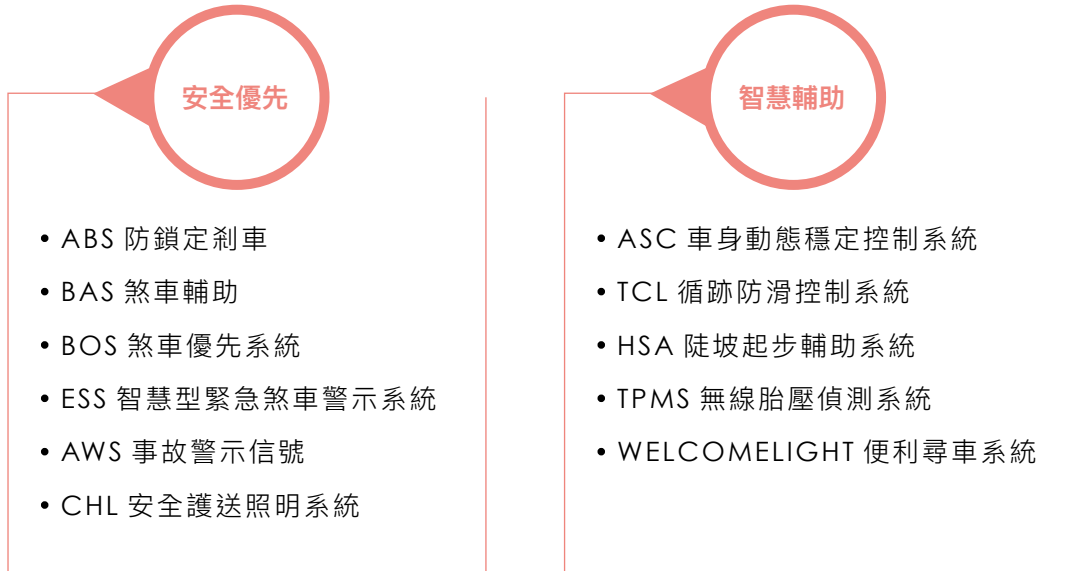 安全優先
• ABS 防鎖定剎車
• BAS 煞車輔助
• BOS 煞車優先系統
• ESS 智慧型緊急煞車警示系統
• AWS 事故警示信號
• CHL 安全護送照明系統
智慧輔助
• ASC 車身動態穩定控制系統
• TCL 循跡防滑控制系統
• HSA 陡坡起步輔助系統
• TPMS 無線胎壓偵測系統
• WELCOMELIGHT 便利尋車系統